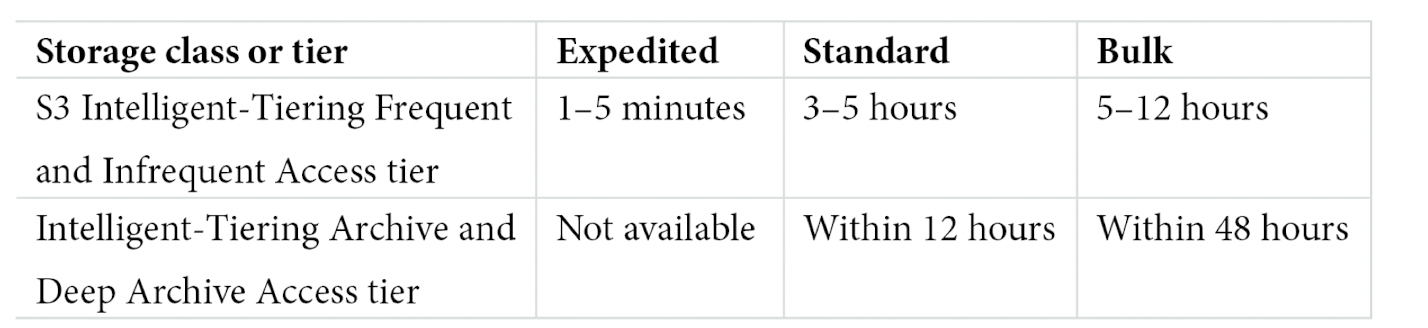 Storage class or tier Expedited Standard Bulk
S3 Intelligent-Tiering Frequent 1–5 minutes 3–5 hours 5–12 hours
and Infrequent Access tier
Intelligent-Tiering Archive and Not available Within 12 hours Within 48 hours
Deep Archive Access tier